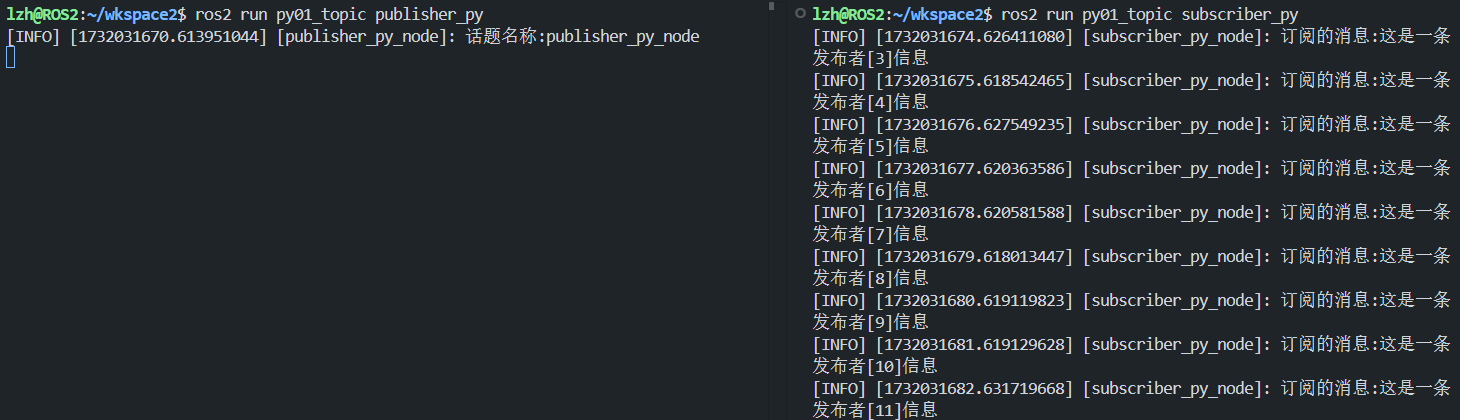 lzh@ROS2:~/wkspace2$ ros2 run py01_topic publisher_py
[INFO] [1732031670.613951044] [publisher_py_node]: 话题名称:publisher_py_node
lzh@ROS2:~/wkspace2$ ros2 run py01_topic subscriber_py
[INFO] [1732031674.626411080] [subscriber_py_node]: 订阅的消息:这是一条
发布者[3]信息
[INFO] [1732031675.618542465] [subscriber_py_node]: 订阅的消息:这是一条
发布者[4]信息
[INFO] [1732031676.627549235] [subscriber_py_node]: 订阅的消息:这是一条
发布者[5]信息
[INFO] [1732031677.620363586] [subscriber_py_node]: 订阅的消息:这是一条
发布者[6]信息
[INFO] [1732031678.620581588] [subscriber_py_node]: 订阅的消息:这是一条
发布者[7]信息
[INFO] [1732031679.618013447] [subscriber_py_node]: 订阅的消息:这是一条
发布者[8]信息
[INFO] [1732031680.619119823] [subscriber_py_node]: 订阅的消息:这是一条
发布者[9]信息
[INFO] [1732031681.619129628] [subscriber_py_node]: 订阅的消息:这是一条
发布者[10]信息
[INFO] [1732031682.631719668] [subscriber_py_node]: 订阅的消息:这是一条
发布者[11]信息